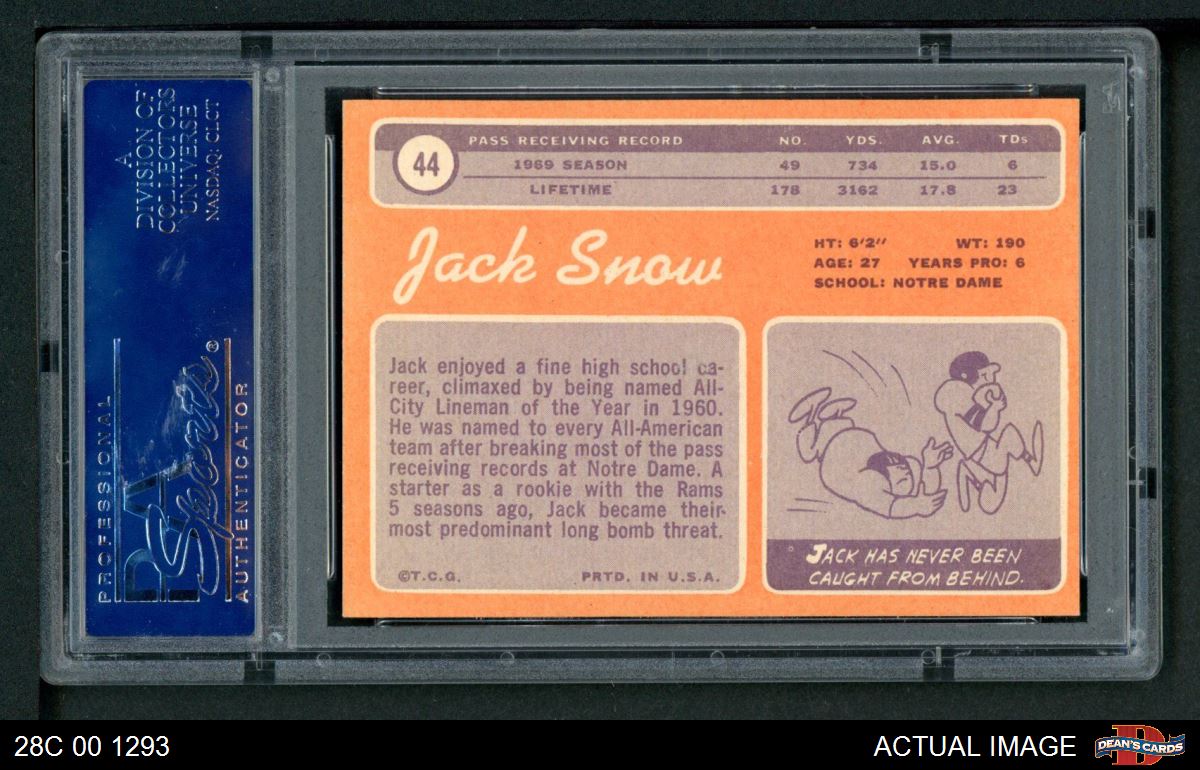 A
DIVISION OF
COLLECTORS
UNIVERSE
NASDAQ: CLCT
PROFESSIONAL
PSA
Sports®
AUTHENTICATOR
44
PASS RECEIVING RECORD NO. YDS. AVG. TDs
1969 SEASON 49 734 15.0 6
LIFETIME 178 3162 17.8 23
Jack Snow
HT: 6'2" WT: 190
AGE: 27 YEARS PRO: 6
SCHOOL: NOTRE DAME
Jack enjoyed a fine high school ca-
reer, climaxed by being named All-
City Lineman of the Year in 1960.
He was named to every All-American
team after breaking most of the pass
receiving records at Notre Dame. A
starter as a rookie with the Rams
5 seasons ago, Jack became their
most predominant long bomb threat.
©T.C.G. PRTD. IN U.S.A.
JACK HAS NEVER BEEN
CAUGHT FROM BEHIND.
28C 00 1293
ACTUAL IMAGE
D
DEAN'S CARDS